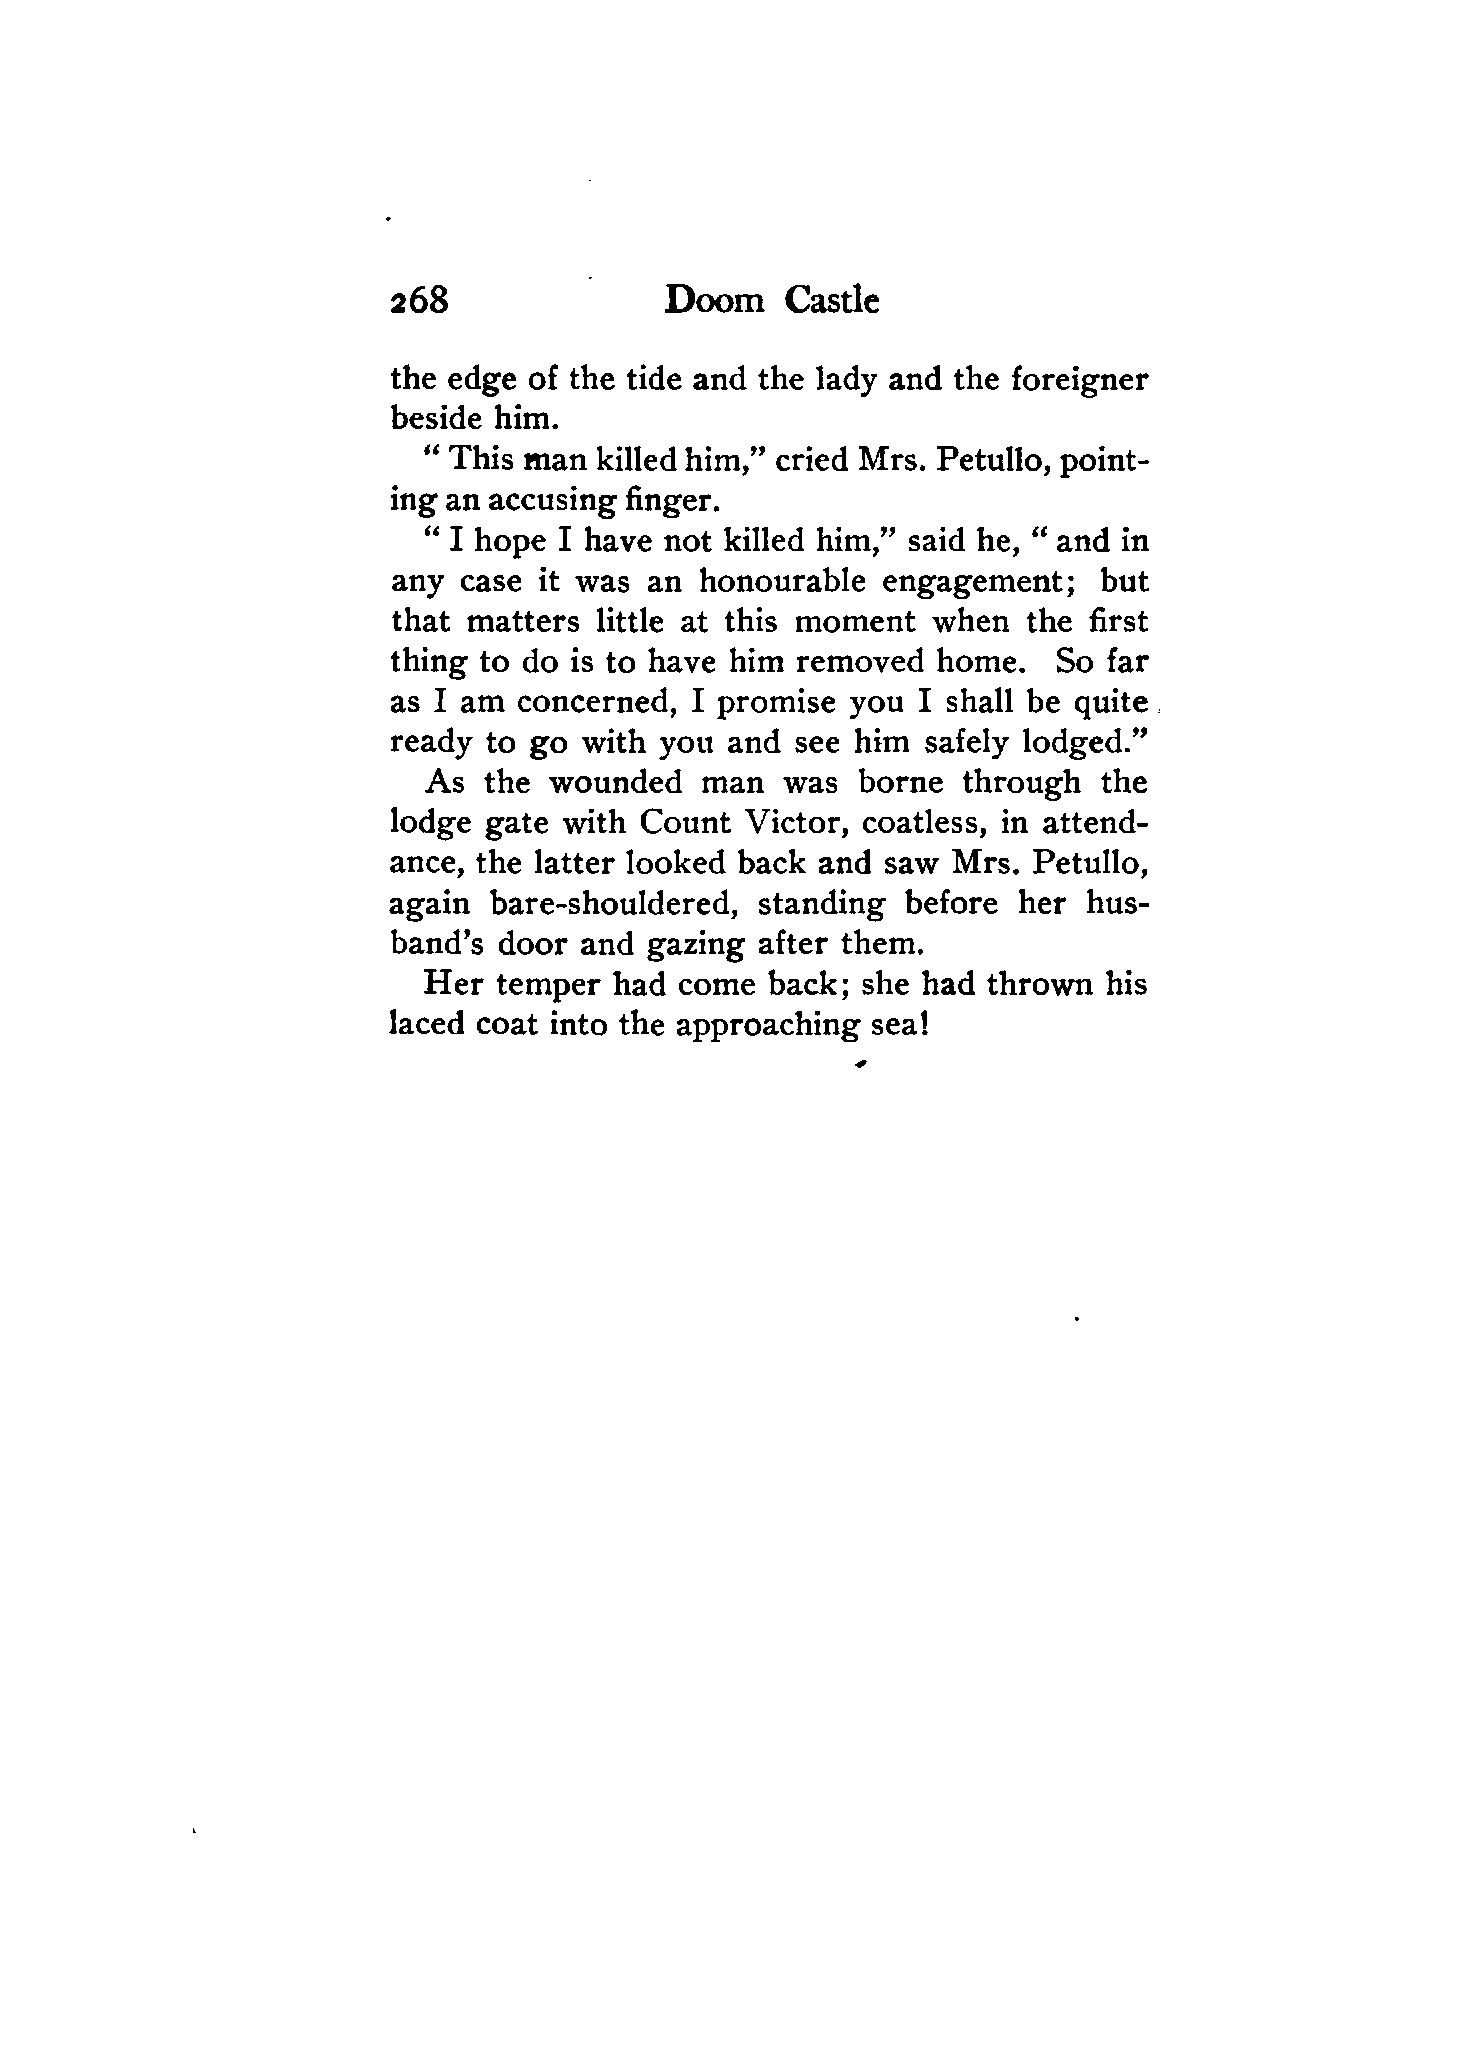 268 Doom Castle
the edge of the tide and the lady and the foreigner
beside him.
“ This man killed him,” cried Mrs. Petullo, point-
ing an accusing finger.
“ I hope I have not killed him,” said he, “ and in
any case it was an honourable engagement; but
that matters little at this moment when the first
thing to do is to have him removed home. So far
as I am concerned, I promise you I shall be quite
ready to go with you and see him safely lodged.”
As the wounded man was borne through the
lodge gate with Count Victor, coatless, in attend-
ance, the latter looked back and saw Mrs. Petullo,
again bare-shouldered, standing before her hus-
band’s door and gazing after them.
Her temper had come back; she had thrown his
laced coat into the approaching sea!